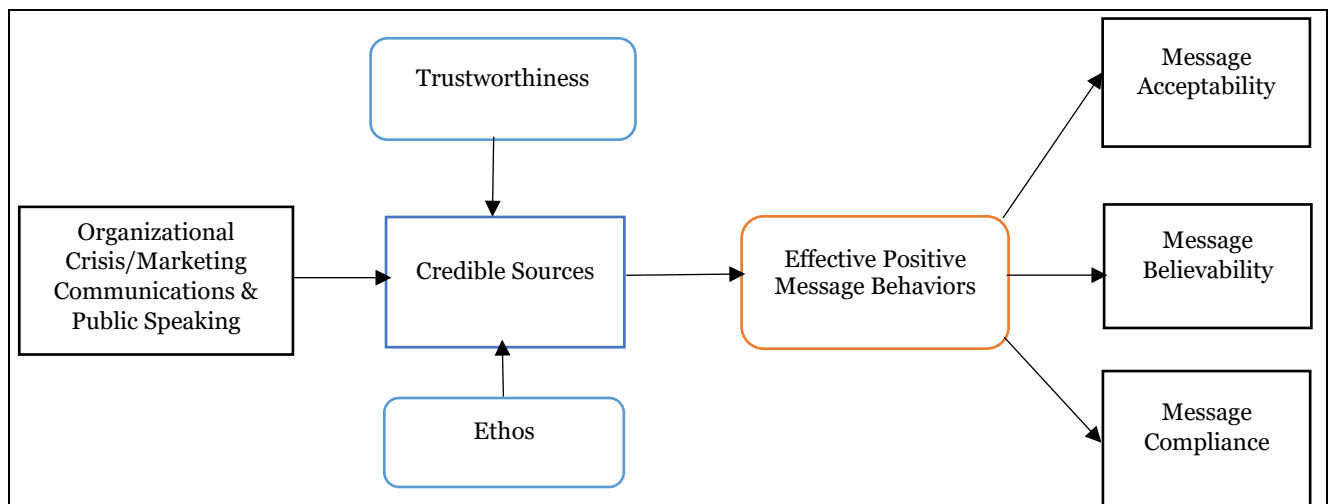 Trustworthiness
Organizational
Crisis/Marketing
Communications &
Public Speaking
Credible Sources
Ethos
Effective Positive
Message Behaviors
Message
Acceptability
Message
Believability
Message
Compliance